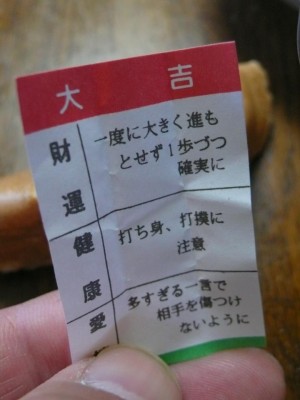 大吉
財運
一度に大きく進も
とせず1歩づつ
確実に
健康
打ち身、打撲に
注意
愛
多すぎる一言で
相手を傷つけ
ないように